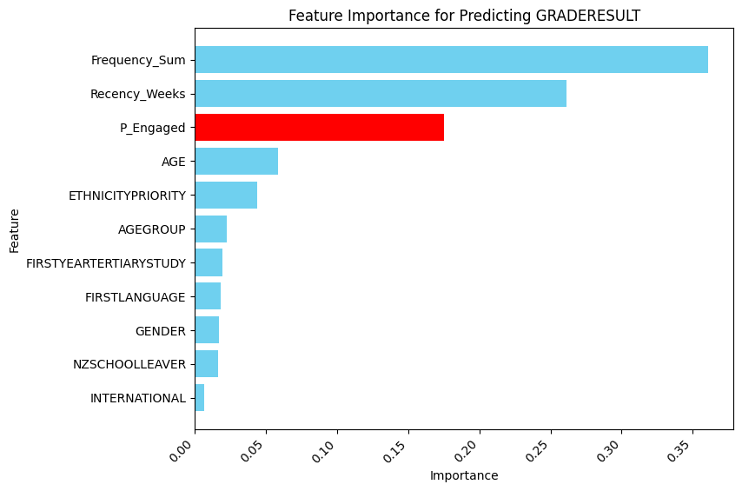 Feature Importance for Predicting GRADERESULT
Frequency_Sum
Recency_Weeks
P_Engaged
AGE
ETHNICITYPRIORITY
AGEGROUP
FIRSTYEARTERTIARYSTUDY
FIRSTLANGUAGE
GENDER
NZSCHOOLLEAVER
INTERNATIONAL
Feature
0.00 0.05 0.10 0.15 0.20 0.25 0.30 0.35
Importance